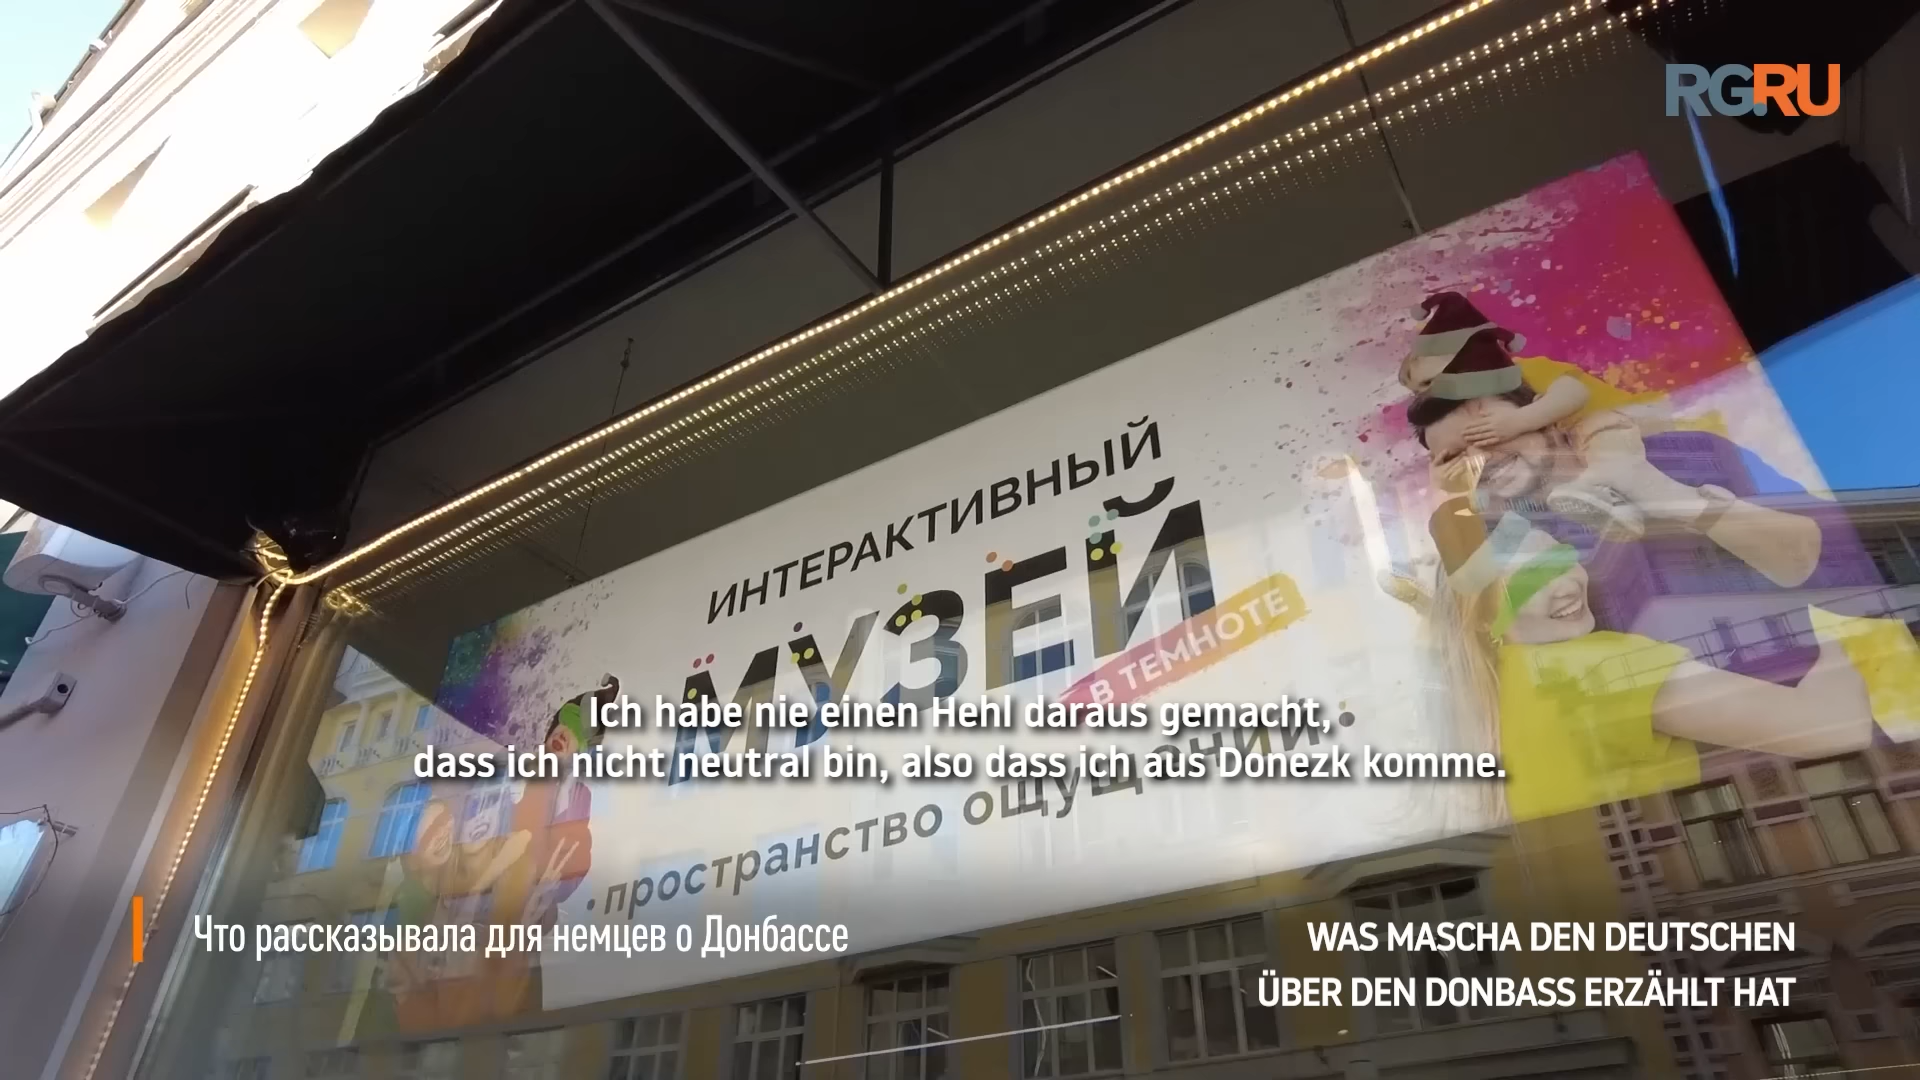 RG.RU
ИНТЕРАКТИВНЫЙ
МУЗЕЙ
В ТЕМНОТЕ
Ich habe nie einen Hehl daraus gemacht,
dass ich nicht neutral bin, also dass ich aus Donezk komme.
• пространство ощущений •
Что рассказывала для немцев о Донбассе
WAS MASCHA DEN DEUTSCHEN
ÜBER DEN DONBASS ERZÄHLT HAT